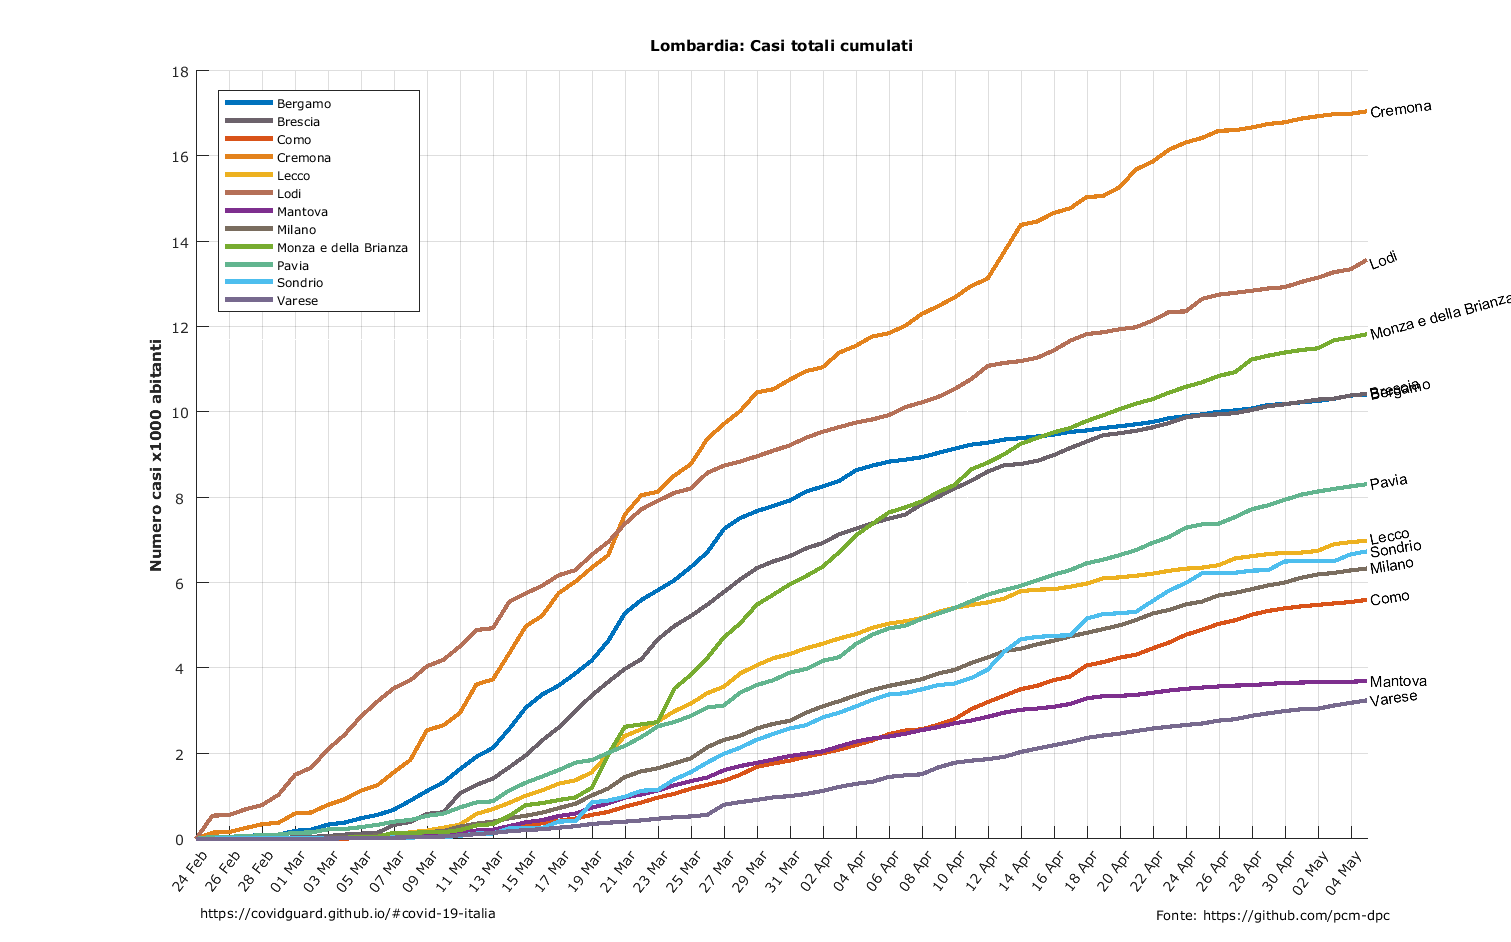 Lombardia: Casi totali cumulati
18
16
14
12
10
8
6
4
2
0
Numero casi x1000 abitanti
Bergamo
Brescia
Como
Cremona
Lecco
Lodi
Mantova
Milano
Monza e della Brianza
Pavia
Sondrio
Varese
Cremona
Lodi
Monza e della Brianza
Brescia
Bergamo
Pavia
Lecco
Sondrio
Milano
Como
Mantova
Varese
24 Feb
26 Feb
28 Feb
01 Mar
03 Mar
05 Mar
07 Mar
09 Mar
11 Mar
13 Mar
15 Mar
17 Mar
19 Mar
21 Mar
23 Mar
25 Mar
27 Mar
29 Mar
31 Mar
02 Apr
04 Apr
06 Apr
08 Apr
10 Apr
12 Apr
14 Apr
16 Apr
18 Apr
20 Apr
22 Apr
24 Apr
26 Apr
28 Apr
30 Apr
02 May
04 May
https://covidguard.github.io/#covid-19-italia
Fonte: https://github.com/pcm-dpc